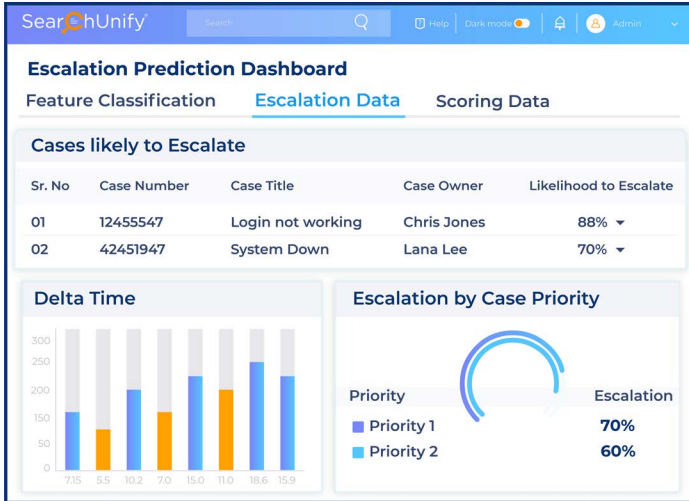 SearchUnify
Search
Help
Dark mode
Admin
Escalation Prediction Dashboard
Feature Classification Escalation Data Scoring Data
Cases likely to Escalate
Sr. No Case Number Case Title Case Owner Likelihood to Escalate
01 12455547 Login not working Chris Jones 88%
02 42451947 System Down Lana Lee 70%
Delta Time
300
250
200
150
50
0
7.15 5.5 10.2 7.0 15.0 11.0 18.6 15.9
Escalation by Case Priority
Priority Escalation
Priority 1 70%
Priority 2 60%